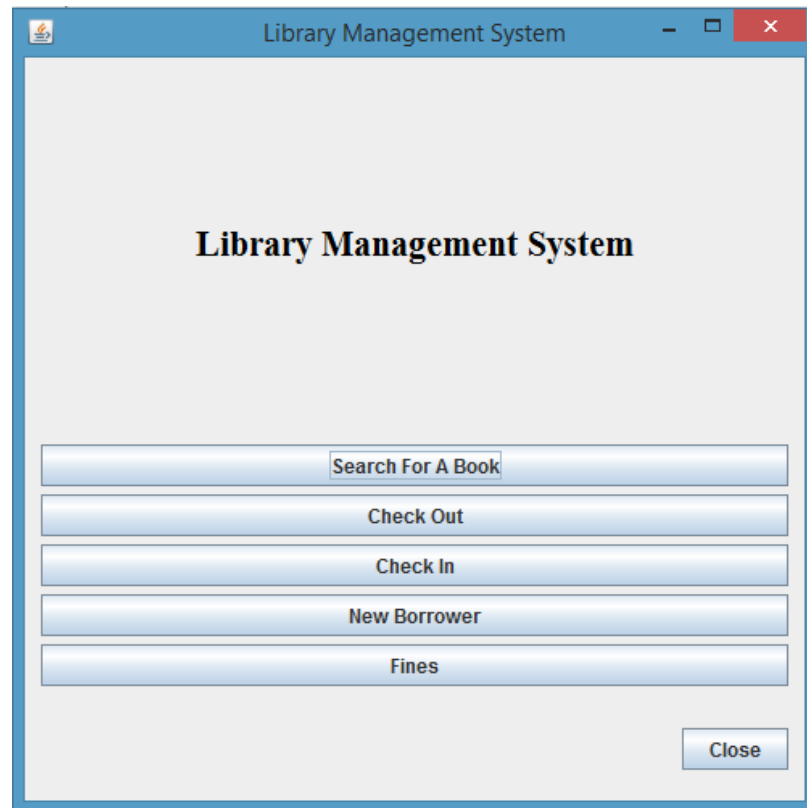 Library Management System
Library Management System
Search For A Book
Check Out
Check In
New Borrower
Fines
Close